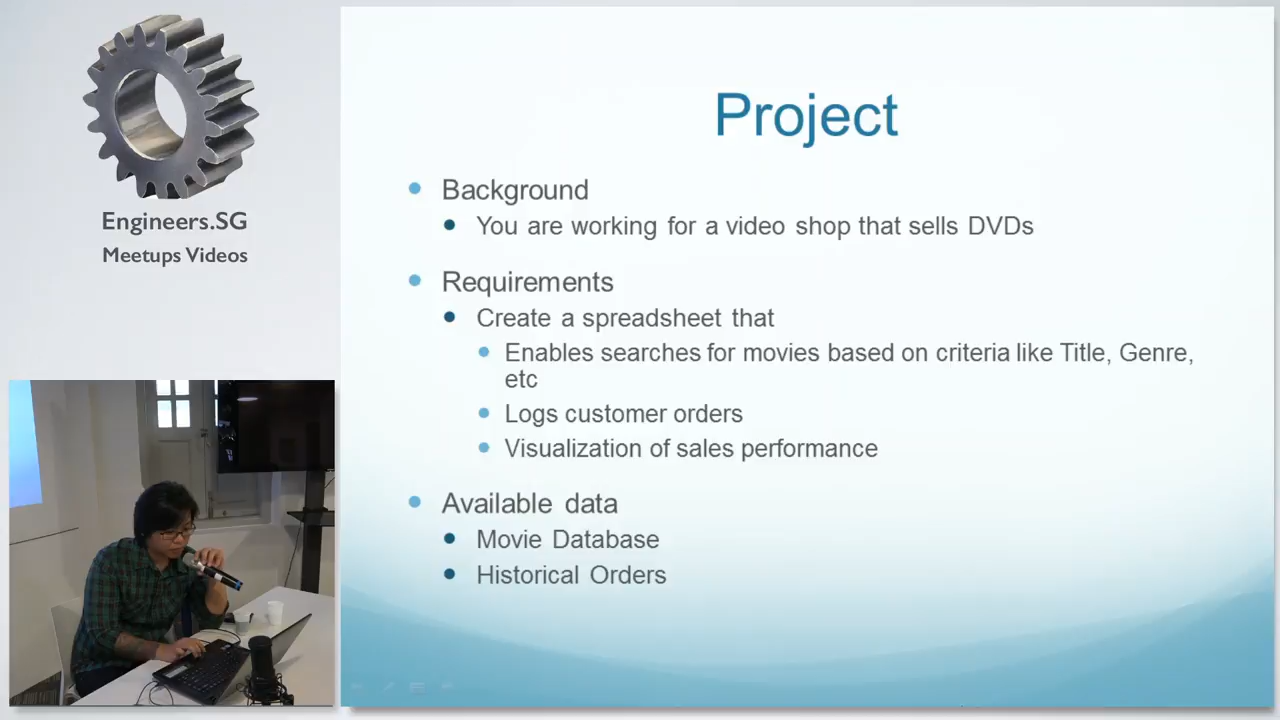 Engineers.SG
Meetups Videos
Project
Background
You are working for a video shop that sells DVDs
Requirements
Create a spreadsheet that
Enables searches for movies based on criteria like Title, Genre,
etc
Logs customer orders
Visualization of sales performance
Available data
Movie Database
Historical Orders